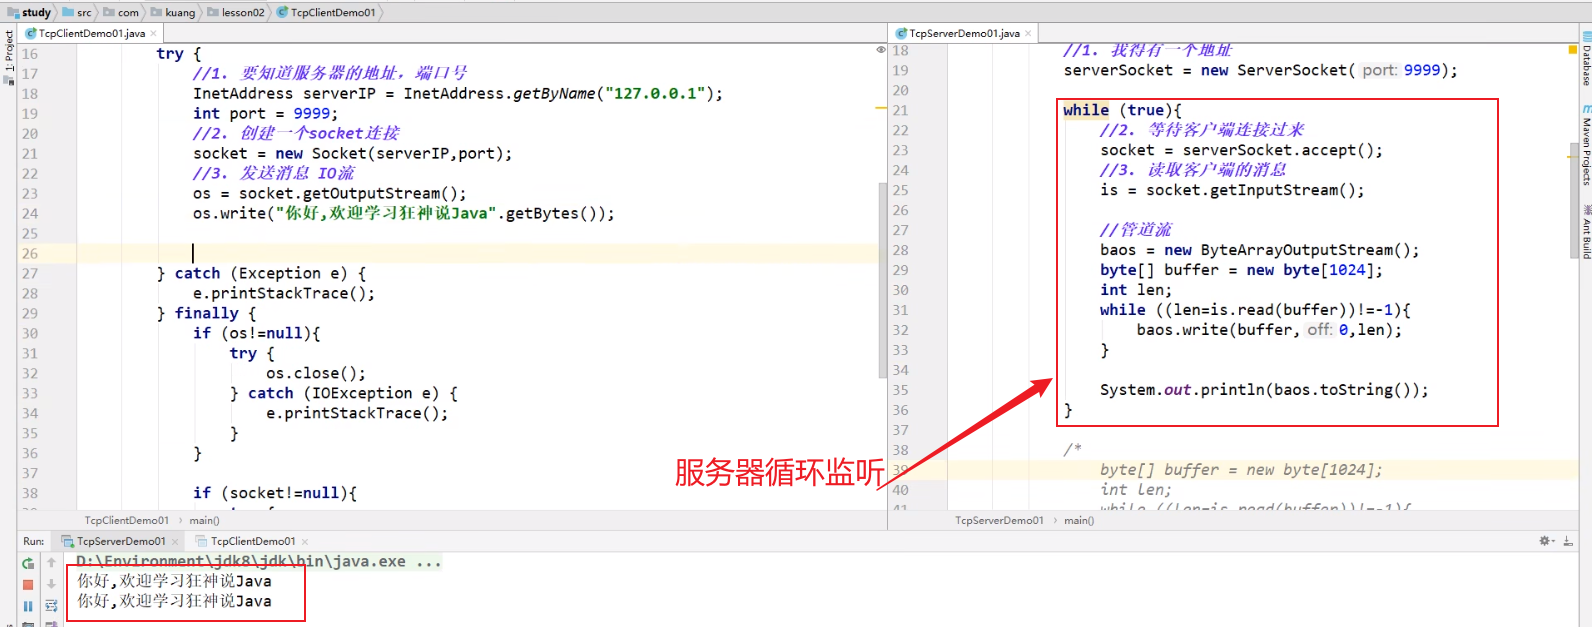 study src com kuang lesson02 TcpClientDemo01
1: Project
TcpClientDemo01.java
16 try {
17 //1. 要知道服务器的地址，端口号
18 InetAddress serverIP = InetAddress.getByName("127.0.0.1");
19 int port = 9999;
20 //2. 创建一个socket连接
21 socket = new Socket(serverIP,port);
22 //3. 发送消息 IO流
23 os = socket.getOutputStream();
24 os.write("你好,欢迎学习狂神说Java".getBytes());
25
26
27 } catch (Exception e) {
28 e.printStackTrace();
29 } finally {
30 if (os!=null){
31 try {
32 os.close();
33 } catch (IOException e) {
34 e.printStackTrace();
35 }
36 }
37
38 if (socket!=null){
TcpClientDemo01 › main()
TcpServerDemo01.java
18 //1. 我得有一个地址
19 serverSocket = new ServerSocket( port: 9999);
20
21 while (true){
22 //2. 等待客户端连接过来
23 socket = serverSocket.accept();
24 //3. 读取客户端的消息
25 is = socket.getInputStream();
26
27 //管道流
28 baos = new ByteArrayOutputStream();
29 byte[] buffer = new byte[1024];
30 int len;
31 while ((len=is.read(buffer))!=-1){
32 baos.write(buffer, off: 0,len);
33 }
34
35 System.out.println(baos.toString());
36 }
37
38 /*
39 byte[] buffer = new byte[1024];
40 int len;
41 while ((len=is.read(buffer))!=-1){
TcpServerDemo01 › main()
服务器循环监听
Database
Maven Projects
Ant Build
Run: TcpServerDemo01 TcpClientDemo01
D:\Environment\jdk8\jdk\bin\java.exe ...
你好,欢迎学习狂神说Java
你好,欢迎学习狂神说Java